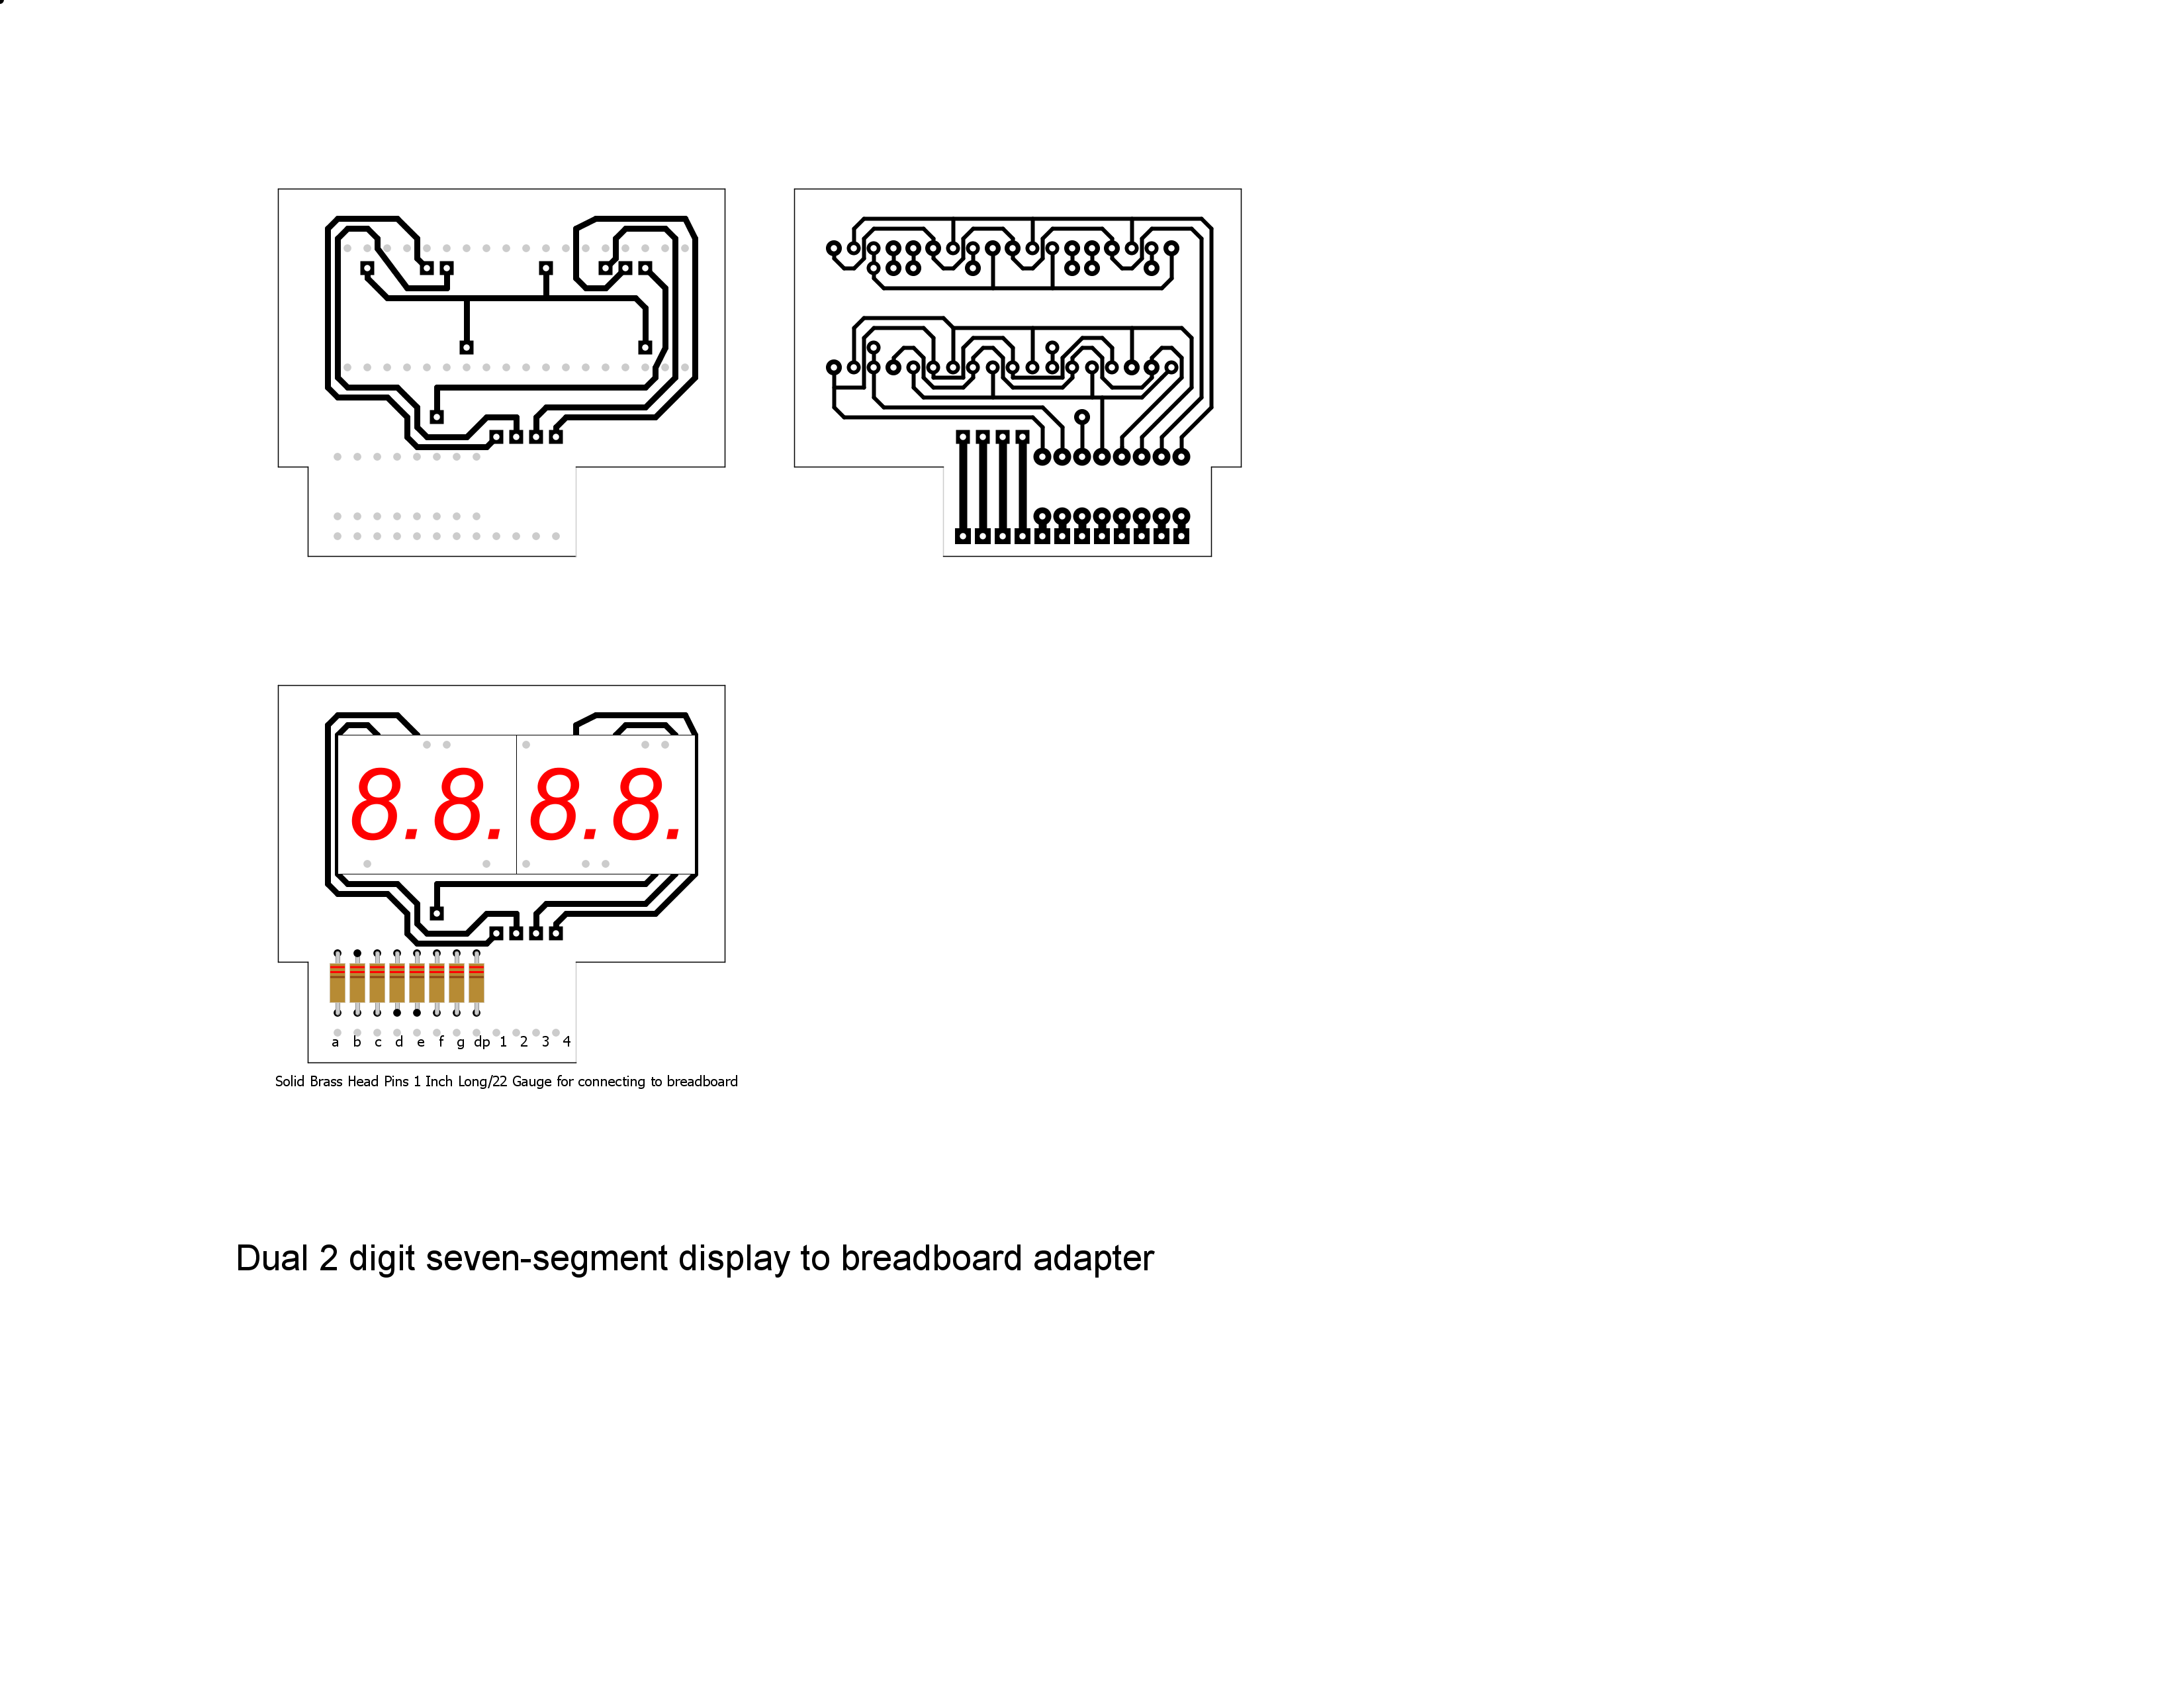 8.8.8.8.
a b c d e f g dp 1 2 3 4
Solid Brass Head Pins 1 Inch Long/22 Gauge for connecting to breadboard
Dual 2 digit seven-segment display to breadboard adapter